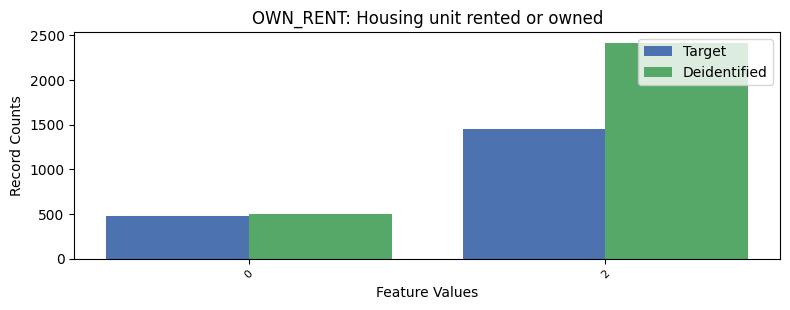 OWN_RENT: Housing unit rented or owned
Target
Deidentified
2500
2000
1500
1000
500
0
Record Counts
0
2
Feature Values